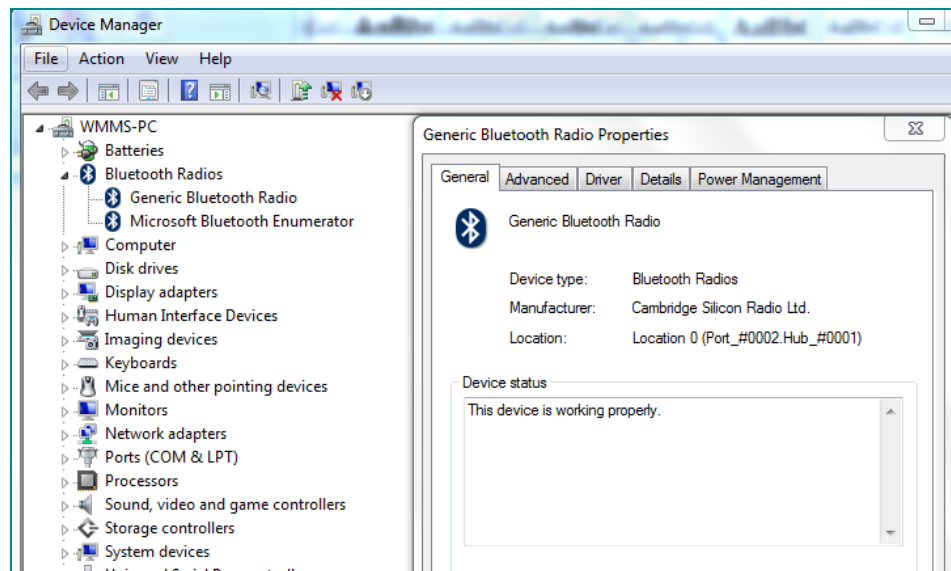 Device Manager
File Action View Help
WMMS-PC
Batteries
Bluetooth Radios
Generic Bluetooth Radio
Microsoft Bluetooth Enumerator
Computer
Disk drives
Display adapters
Human Interface Devices
Imaging devices
Keyboards
Mice and other pointing devices
Monitors
Network adapters
Ports (COM & LPT)
Processors
Sound, video and game controllers
Storage controllers
System devices
Generic Bluetooth Radio Properties
General Advanced Driver Details Power Management
Generic Bluetooth Radio
Device type: Bluetooth Radios
Manufacturer: Cambridge Silicon Radio Ltd.
Location: Location 0 (Port_#0002.Hub_#0001)
Device status
This device is working properly.